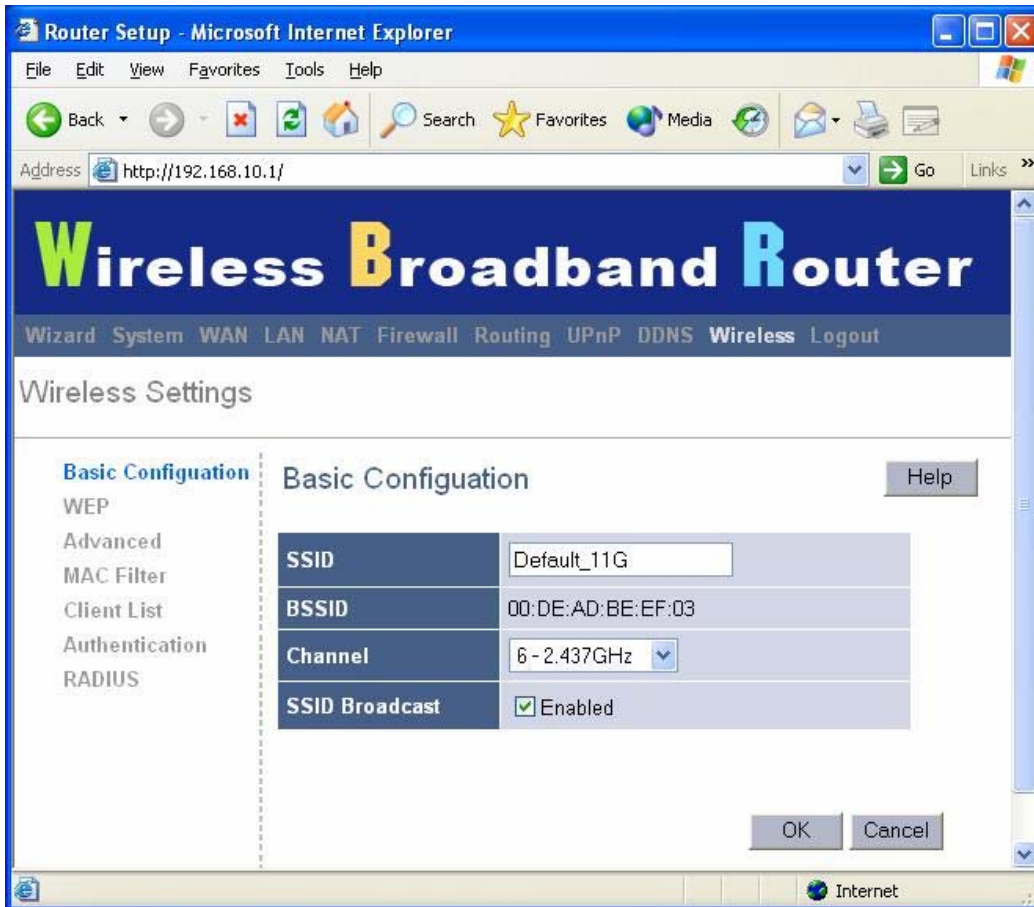 Router Setup - Microsoft Internet Explorer
File Edit View Favorites Tools Help
Back Search Favorites Media
Address http://192.168.10.1/ Go Links »
Wireless Broadband Router
Wizard System WAN LAN NAT Firewall Routing UPnP DDNS Wireless Logout
Wireless Settings
Basic Configuation
WEP
Advanced
MAC Filter
Client List
Authentication
RADIUS
Basic Configuation Help
SSID Default_11G
BSSID 00:DE:AD:BE:EF:03
Channel 6 - 2.437GHz
SSID Broadcast Enabled
OK Cancel
Internet